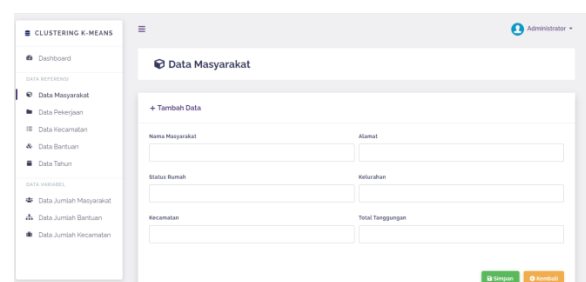 CLUSTERING K-MEANS
Administrator
Dashboard
Data Masyarakat
DATA REFERENSI
Data Masyarakat
Data Pekerjaan
Data Kecamatan
Data Bantuan
Data Tahun
DATA VARIABEL
Data Jumlah Masyarakat
Data Jumlah Bantuan
Data Jumlah Kecamatan
+ Tambah Data
Nama Masyarakat
Alamat
Status Rumah
Kelurahan
Kecamatan
Total Tanggungan
Simpan
Kembali